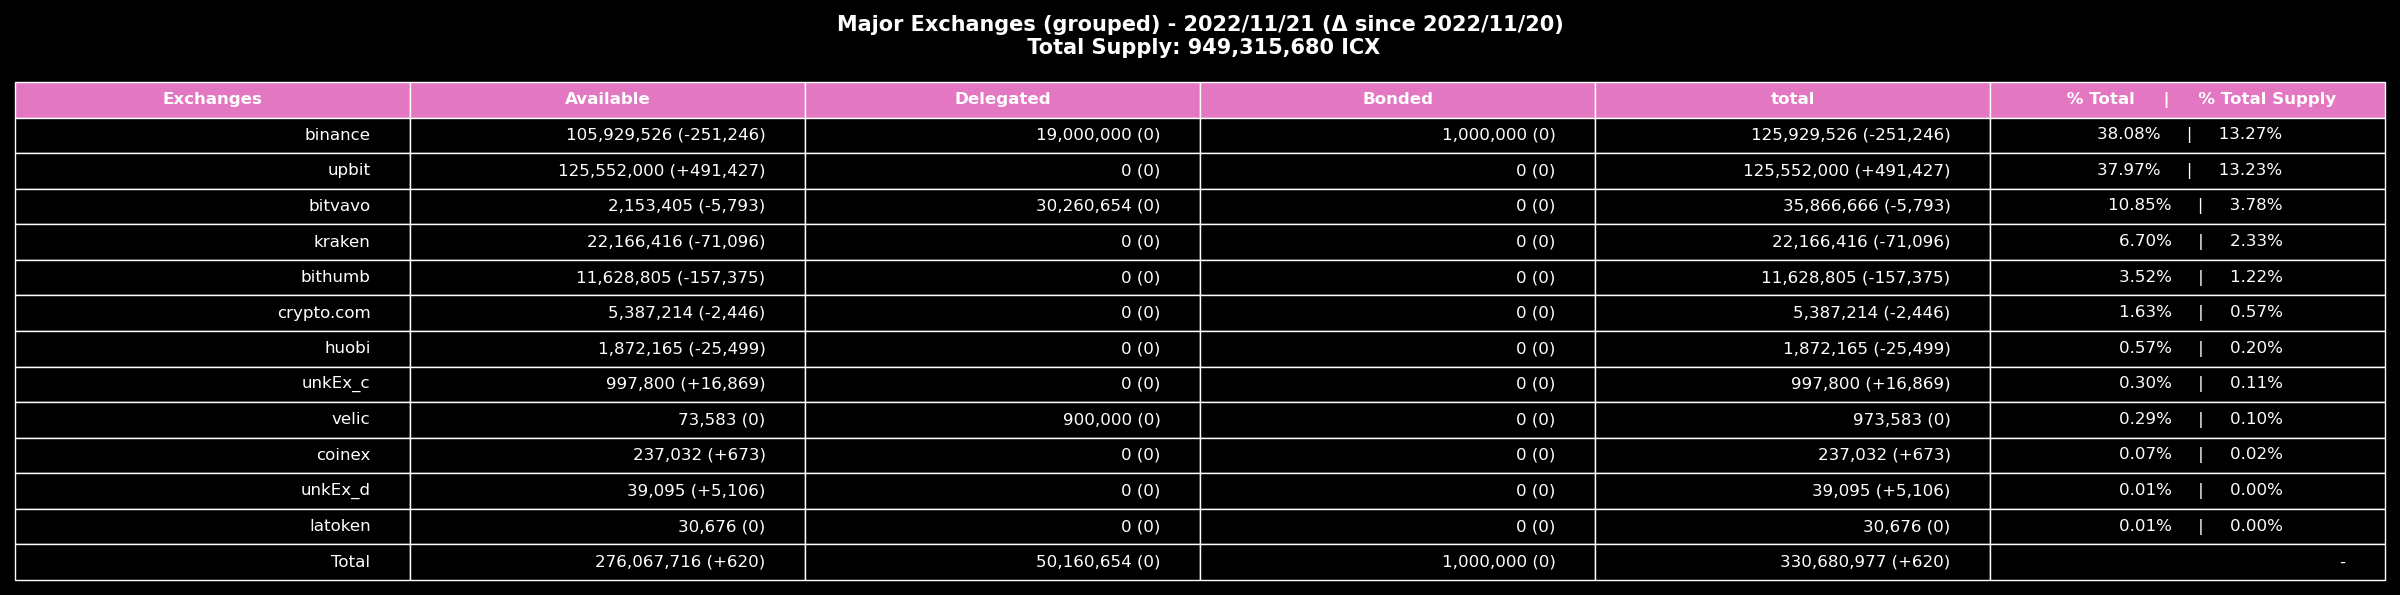 Major Exchanges (grouped) - 2022/11/21 (Δ since 2022/11/20)
Total Supply: 949,315,680 ICX
Exchanges Available Delegated Bonded total % Total | % Total Supply
binance 105,929,526 (-251,246) 19,000,000 (0) 1,000,000 (0) 125,929,526 (-251,246) 38.08% | 13.27%
upbit 125,552,000 (+491,427) 0 (0) 0 (0) 125,552,000 (+491,427) 37.97% | 13.23%
bitvavo 2,153,405 (-5,793) 30,260,654 (0) 0 (0) 35,866,666 (-5,793) 10.85% | 3.78%
kraken 22,166,416 (-71,096) 0 (0) 0 (0) 22,166,416 (-71,096) 6.70% | 2.33%
bithumb 11,628,805 (-157,375) 0 (0) 0 (0) 11,628,805 (-157,375) 3.52% | 1.22%
crypto.com 5,387,214 (-2,446) 0 (0) 0 (0) 5,387,214 (-2,446) 1.63% | 0.57%
huobi 1,872,165 (-25,499) 0 (0) 0 (0) 1,872,165 (-25,499) 0.57% | 0.20%
unkEx_c 997,800 (+16,869) 0 (0) 0 (0) 997,800 (+16,869) 0.30% | 0.11%
velic 73,583 (0) 900,000 (0) 0 (0) 973,583 (0) 0.29% | 0.10%
coinex 237,032 (+673) 0 (0) 0 (0) 237,032 (+673) 0.07% | 0.02%
unkEx_d 39,095 (+5,106) 0 (0) 0 (0) 39,095 (+5,106) 0.01% | 0.00%
latoken 30,676 (0) 0 (0) 0 (0) 30,676 (0) 0.01% | 0.00%
Total 276,067,716 (+620) 50,160,654 (0) 1,000,000 (0) 330,680,977 (+620) -